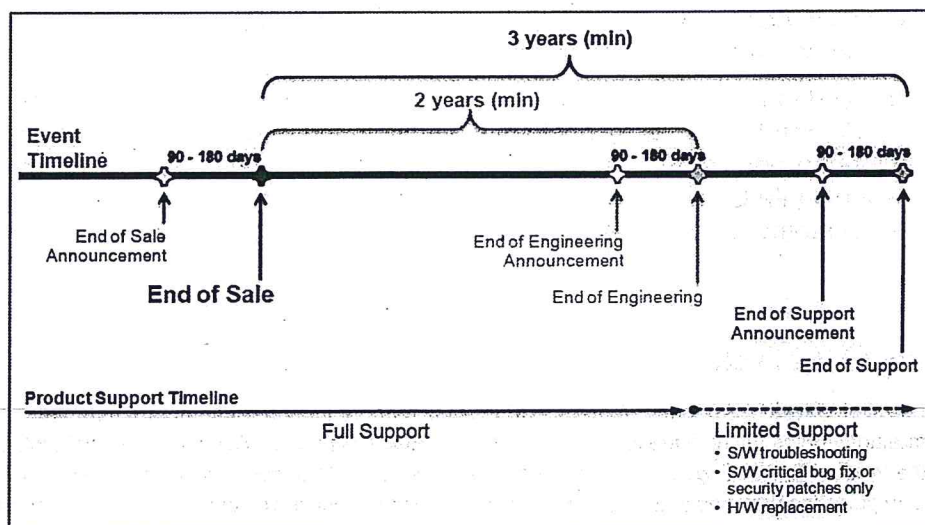 3 years (min)
2 years (min)
Event
Timeline
90 - 180 days
90 - 180 days
90 - 180 days
End of Sale
Announcement
End of Sale
End of Engineering
Announcement
End of Engineering
End of Support
Announcement
End of Support
Product Support Timeline
Full Support
Limited Support
• S/W troubleshooting
• S/W critical bug fix or
security patches only
• H/W replacement